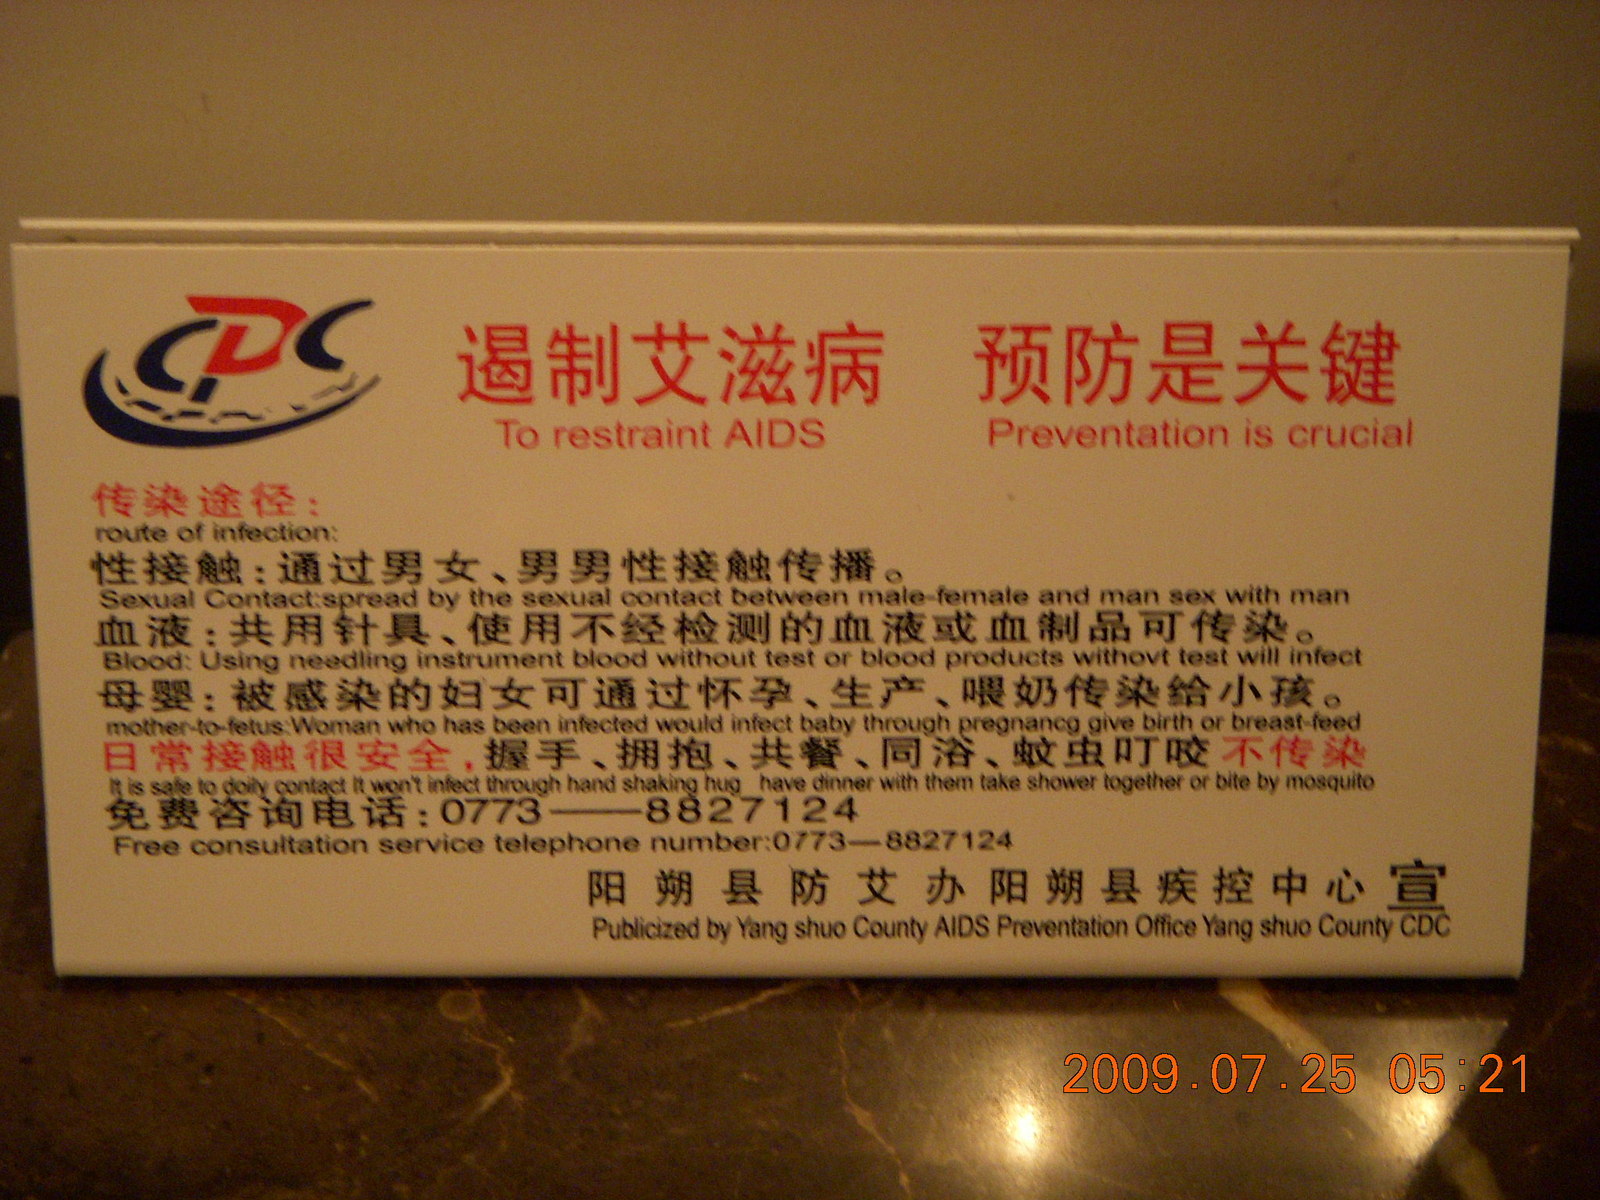 CDC
遏制艾滋病 预防是关键
To restraint AIDS Preventation is crucial
传染途径:
route of infection:
性接触:通过男女、男男性接触传播。
Sexual Contact:spread by the sexual contact between male-female and man sex with man
血液:共用针具、使用不经检测的血液或血制品可传染。
Blood: Using needling instrument blood without test or blood products withovt test will infect
母婴:被感染的妇女可通过怀孕、生产、喂奶传染给小孩。
mother-to-fetus:Woman who has been infected would infect baby through pregnancg give birth or breast-feed
日常接触很安全,握手、拥抱、共餐、同浴、蚊虫叮咬不传染
It is safe to doily contact It won't infect through hand shaking hug have dinner with them take shower together or bite by mosquito
免费咨询电话:0773——8827124
Free consultation service telephone number:0773—8827124
阳朔县防艾办阳朔县疾控中心宣
Publicized by Yang shuo County AIDS Preventation Office Yang shuo County CDC
2009.07.25 05:21